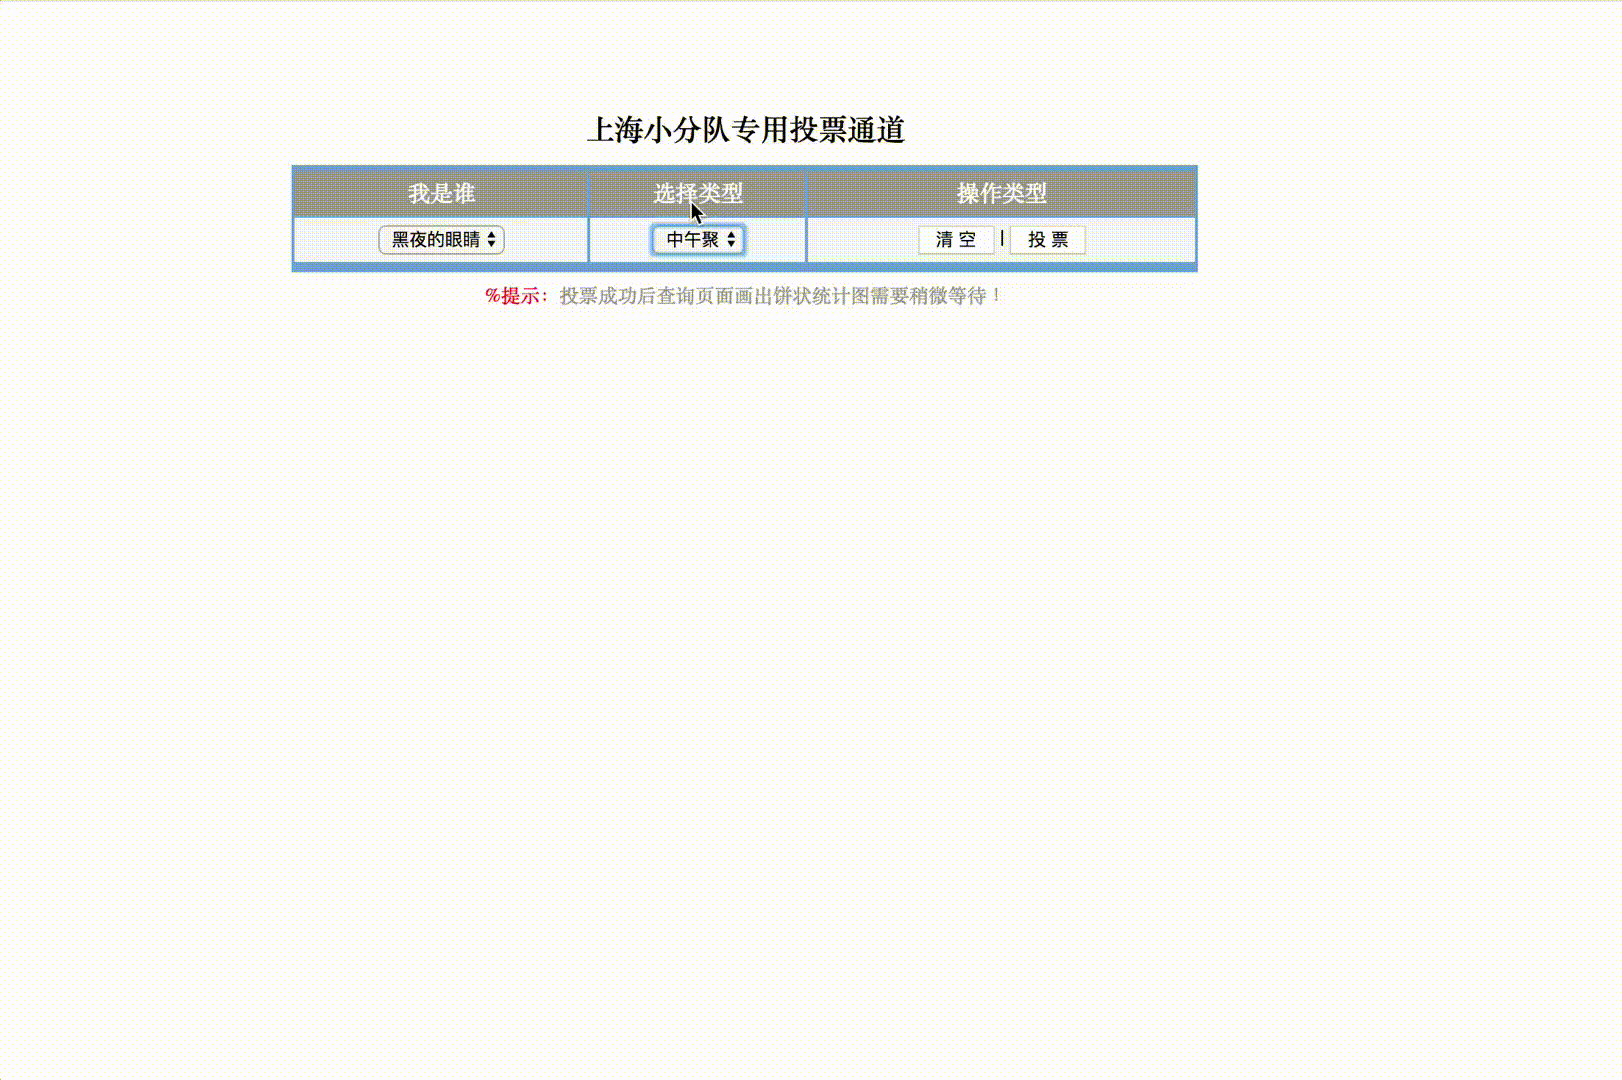 上海小分队专用投票通道
我是谁 选择类型 操作类型
黑夜的眼睛 中午聚 清 空 | 投 票
%提示：投票成功后查询页面画出饼状统计图需要稍微等待！